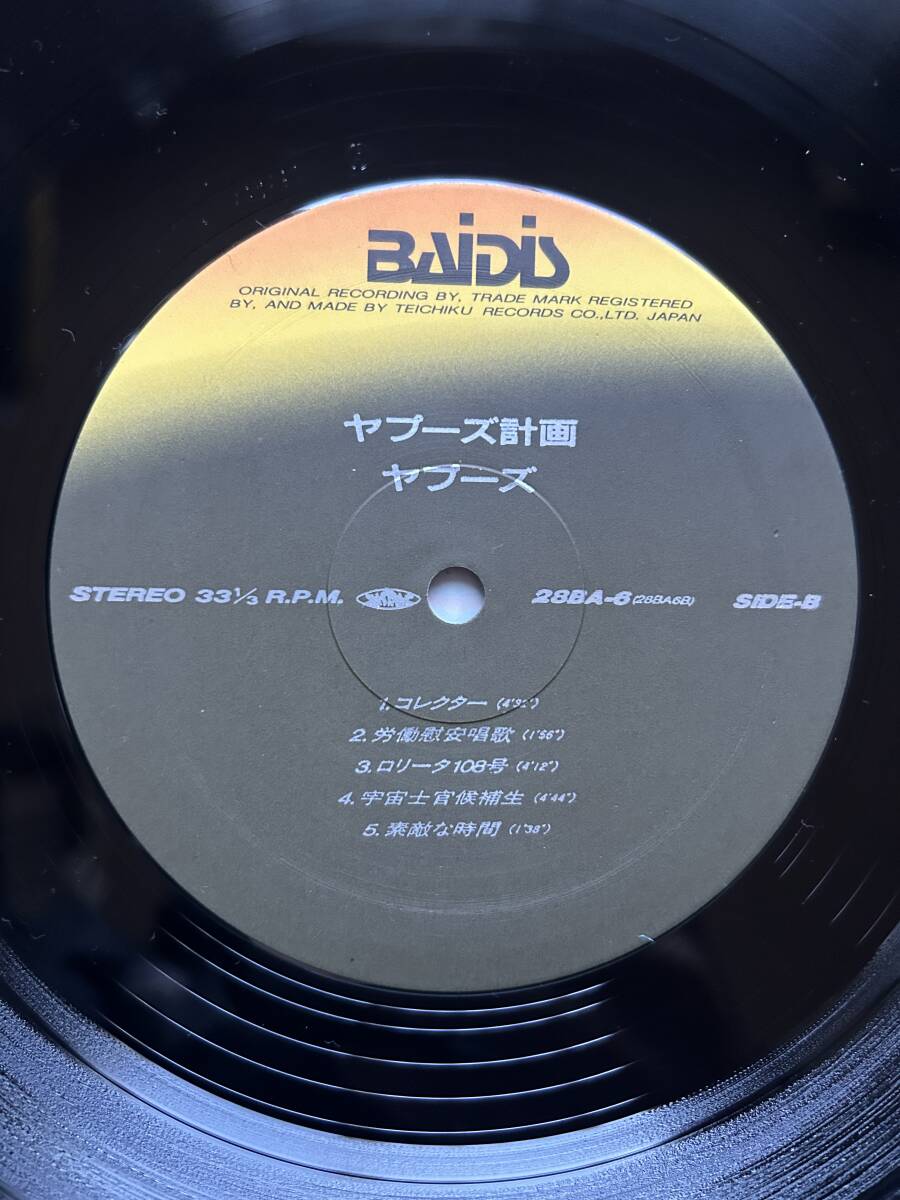 BAiDiS
ORIGINAL RECORDING BY, TRADE MARK REGISTERED
BY, AND MADE BY TEICHIKU RECORDS CO.,LTD. JAPAN
ヤプーズ計画
ヤプーズ
STEREO 33⅓ R.P.M. 28BA-6 (28BA6B) SIDE-B
1. コレクター
2. 労働慰安唱歌 (1'56")
3. ロリータ108号 (4'12")
4. 宇宙士官候補生 (4'44")
5. 素敵な時間 (1'38")